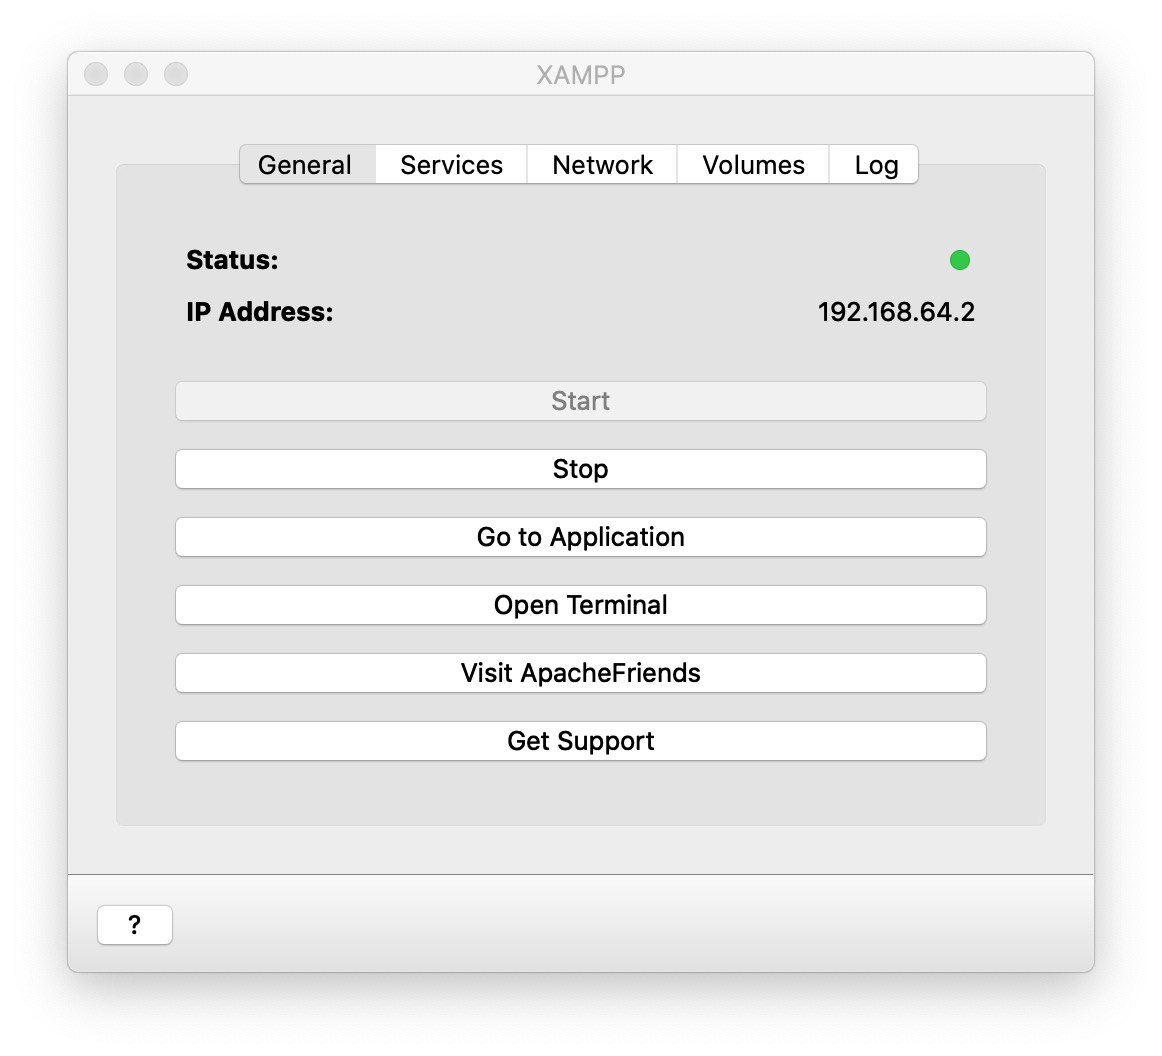 XAMPP
General Services Network Volumes Log
Status:
IP Address: 192.168.64.2
Start
Stop
Go to Application
Open Terminal
Visit ApacheFriends
Get Support
?